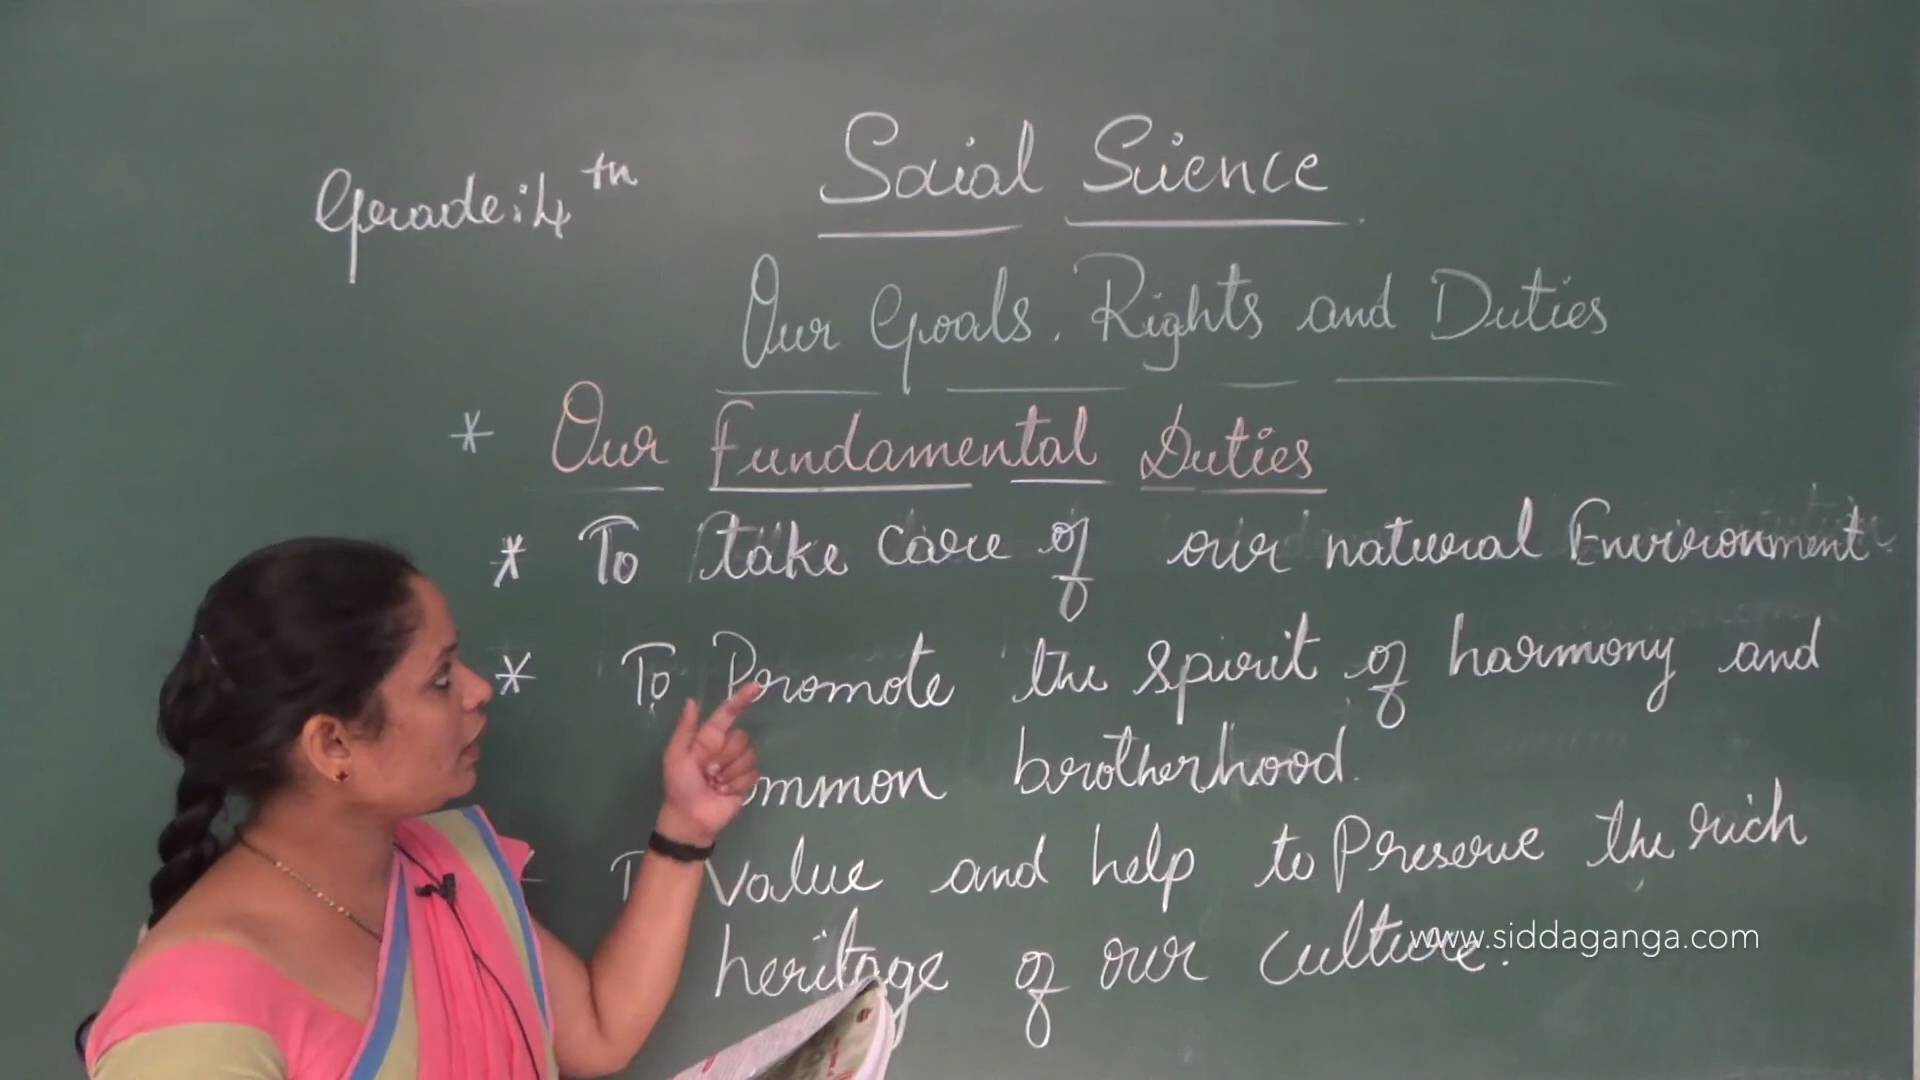 Grade: 4th
Social Science
Our Goals, Rights and Duties
* Our Fundamental Duties
* To take care of our natural Environment.
* To Promote the spirit of harmony and
ommon brotherhood.
T value and help to Preserve the rich
heritage of our culture.
www.siddaganga.com